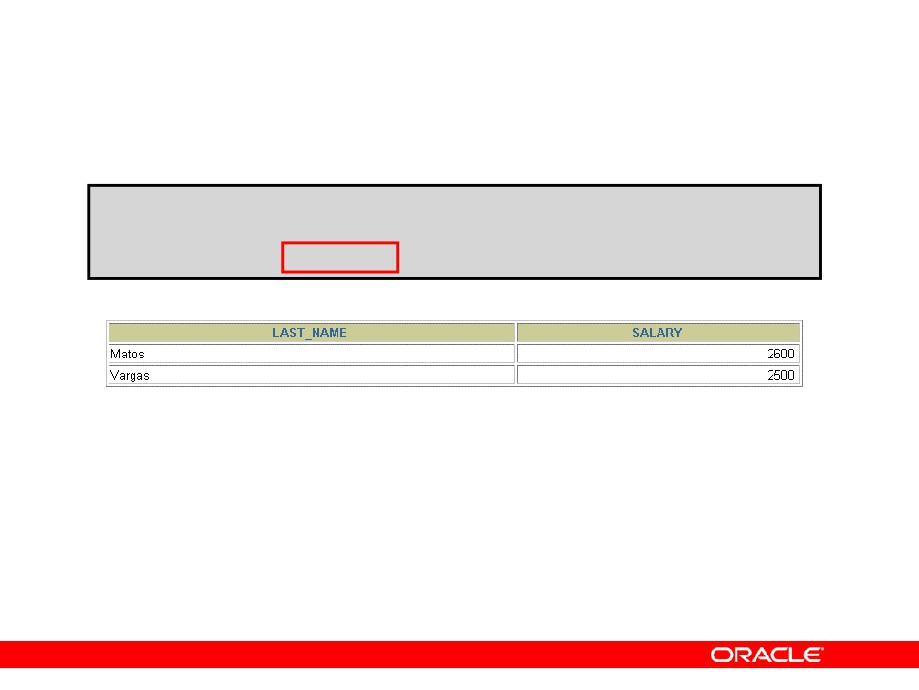 LAST_NAME SALARY
Matos 2600
Vargas 2500
ORACLE